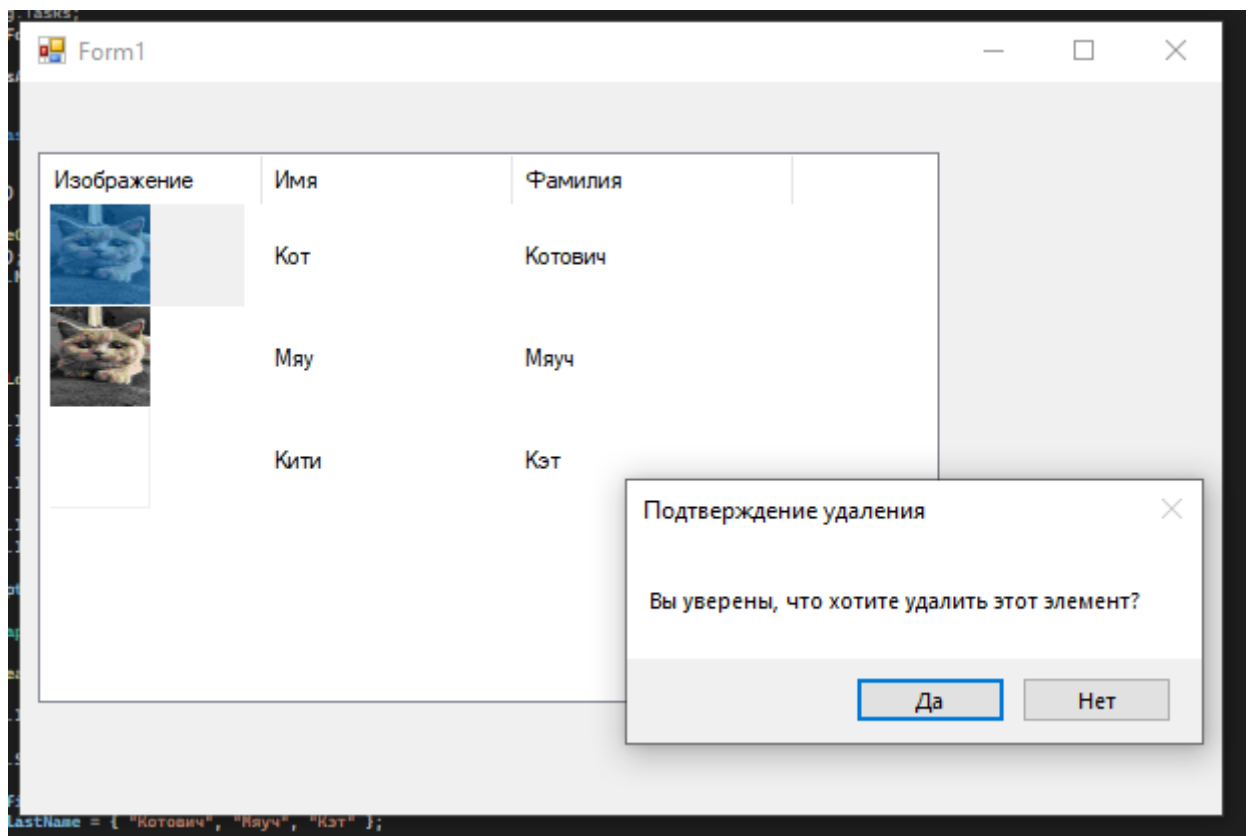 g.Tasks;
Form1
Изображение Имя Фамилия
Кот Котович
Мяу Мяуч
Кити Кэт
Подтверждение удаления
Вы уверены, что хотите удалить этот элемент?
Да Нет
lastName = { "Котович", "Мяуч", "Кэт" };